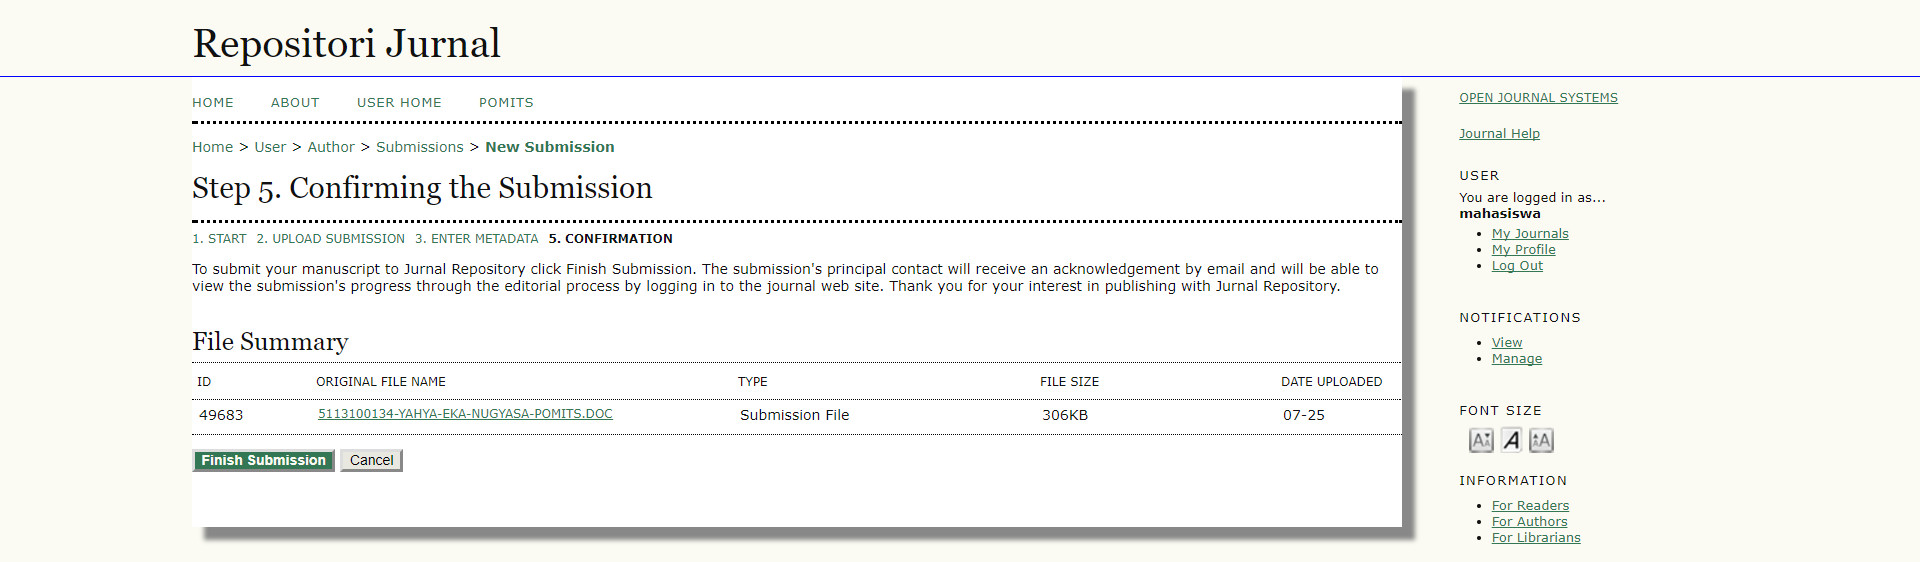 Repositori Jurnal
HOME ABOUT USER HOME POMITS
Home > User > Author > Submissions > New Submission
Step 5. Confirming the Submission
1. START 2. UPLOAD SUBMISSION 3. ENTER METADATA 5. CONFIRMATION
To submit your manuscript to Jurnal Repository click Finish Submission. The submission's principal contact will receive an acknowledgement by email and will be able to
view the submission's progress through the editorial process by logging in to the journal web site. Thank you for your interest in publishing with Jurnal Repository.
File Summary
ID ORIGINAL FILE NAME TYPE FILE SIZE DATE UPLOADED
49683 5113100134-YAHYA-EKA-NUGYASA-POMITS.DOC Submission File 306KB 07-25
Finish Submission Cancel
OPEN JOURNAL SYSTEMS
Journal Help
USER
You are logged in as...
mahasiswa
My Journals
My Profile
Log Out
NOTIFICATIONS
View
Manage
FONT SIZE
AA A AA
INFORMATION
For Readers
For Authors
For Librarians